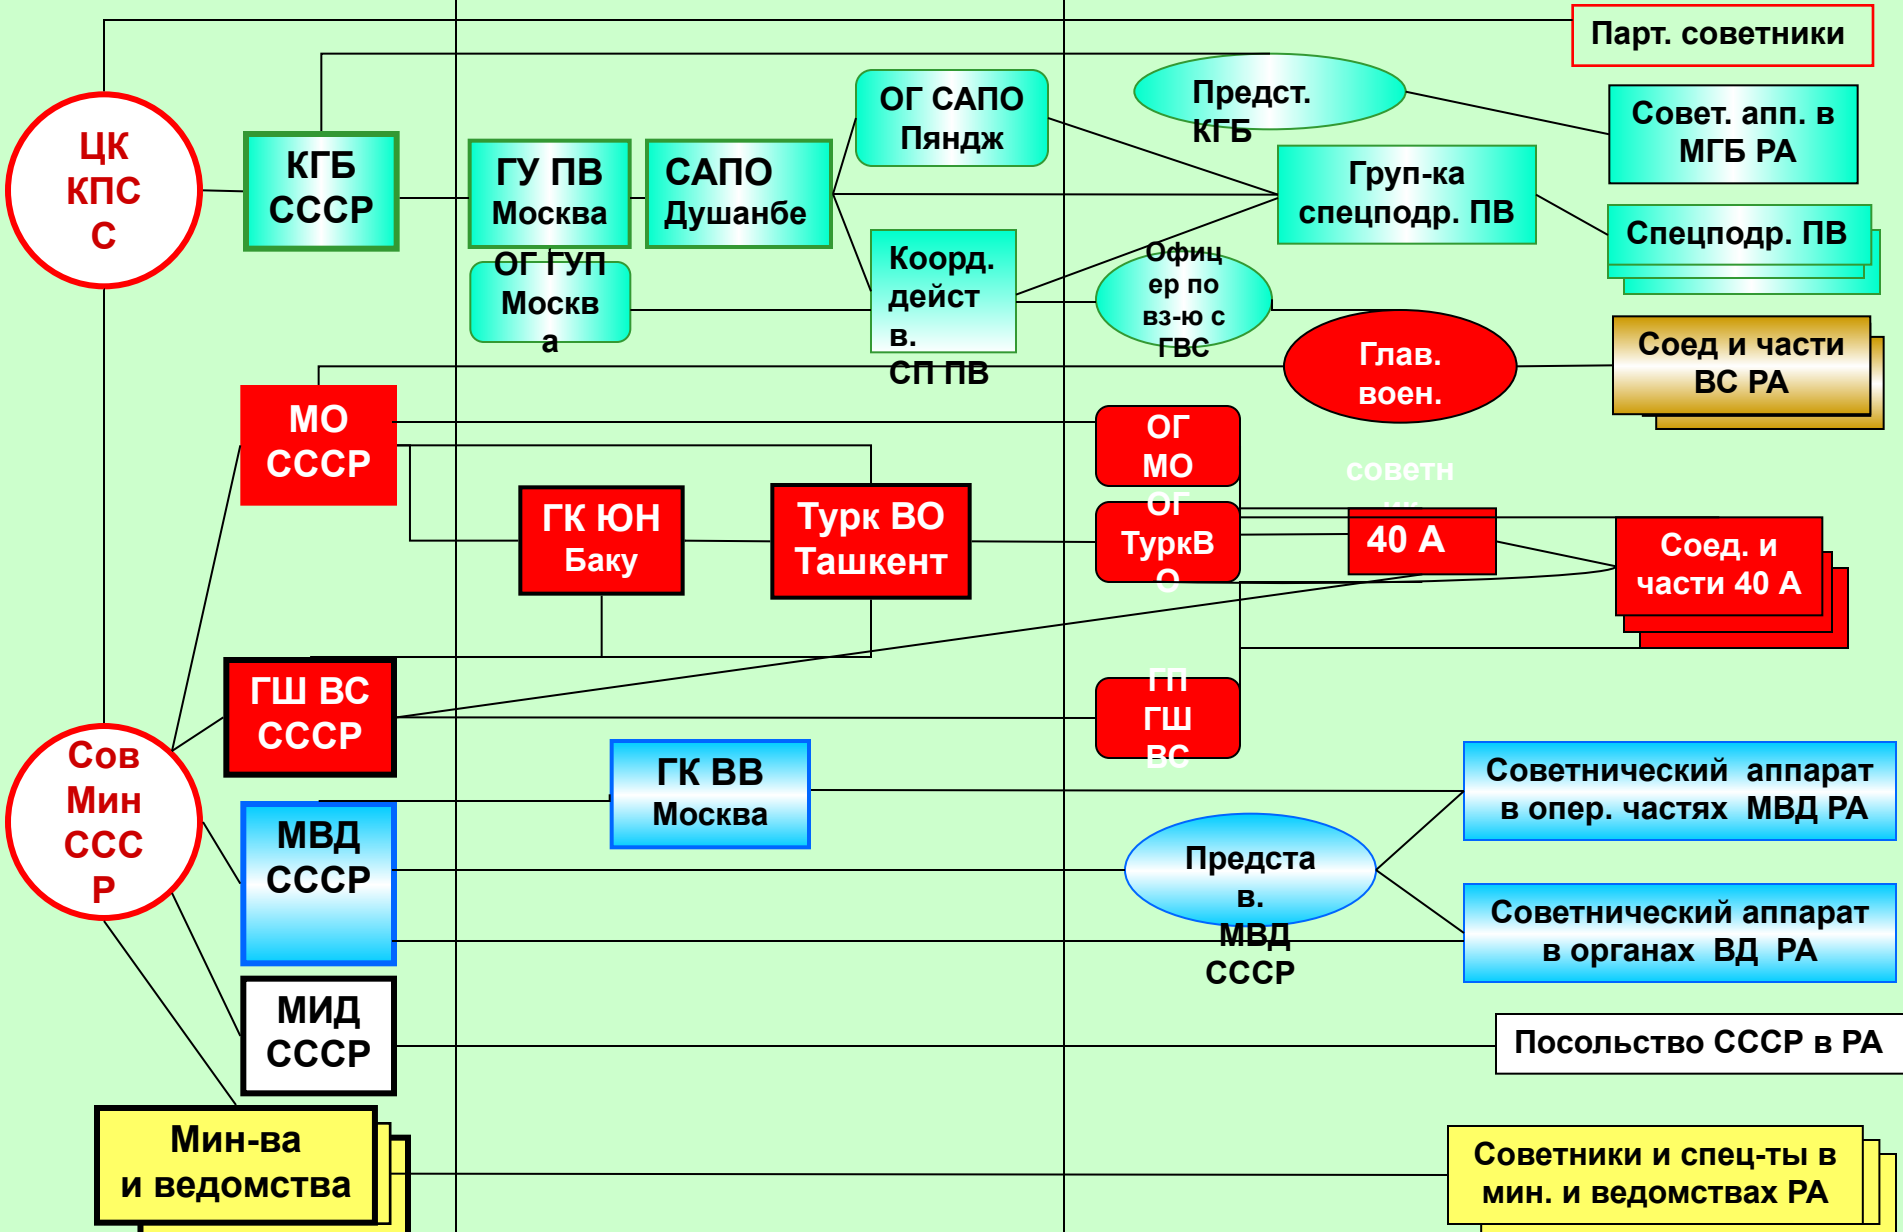 Парт. советники
ЦК
КПС
С
КГБ
СССР
ГУ ПВ
Москва
САПО
Душанбе
ОГ САПО
Пяндж
Предст.
КГБ
Совет. апп. в
МГБ РА
Груп-ка
спецподр. ПВ
Спецподр. ПВ
ОГ ГУП
Москв
а
Коорд.
дейст
в.
СП ПВ
Офиц
ер по
вз-ю с
ГВС
Глав.
воен.
советн
Соед и части
ВС РА
МО
СССР
ГК ЮН
Баку
Турк ВО
Ташкент
ОГ
МО
ОГ
ТуркВ
О
40 А
Соед. и
части 40 А
ГШ ВС
СССР
ГП
ГШ
ВС
Сов
Мин
ССС
Р
ГК ВВ
Москва
МВД
СССР
Предста
в.
МВД
СССР
Советнический аппарат
в опер. частях МВД РА
Советнический аппарат
в органах ВД РА
МИД
СССР
Посольство СССР в РА
Мин-ва
и ведомства
Советники и спец-ты в
мин. и ведомствах РА